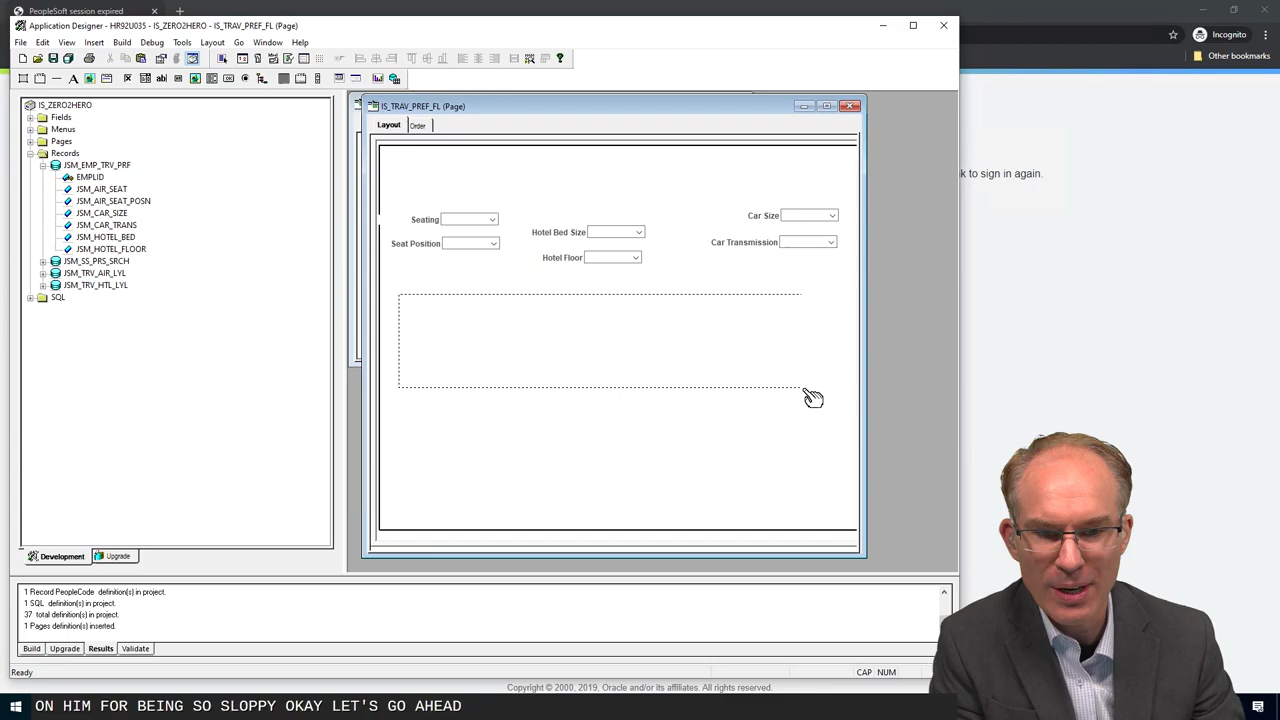 PeopleSoft session expired
Application Designer - HR92U035 - IS_ZERO2HERO - IS_TRAV_PREF_FL (Page)
Incognito
File Edit View Insert Build Debug Tools Layout Go Window Help
Other bookmarks
IS_ZERO2HERO
Fields
Menus
Pages
Records
JSM_EMP_TRV_PRF
EMPLID
JSM_AIR_SEAT
JSM_AIR_SEAT_POSN
JSM_CAR_SIZE
JSM_CAR_TRANS
JSM_HOTEL_BED
JSM_HOTEL_FLOOR
JSM_SS_PRS_SRCH
JSM_TRV_AIR_LYL
JSM_TRV_HTL_LYL
SQL
IS_TRAV_PREF_FL (Page)
Layout Order
Seating
Car Size
Hotel Bed Size
Seat Position
Car Transmission
Hotel Floor
k to sign in again.
Development Upgrade
1 Record PeopleCode definition(s) in project.
1 SQL definition(s) in project.
37 total definition(s) in project.
1 Pages definition(s) inserted.
Build Upgrade Results Validate
Ready
CAP NUM
Copyright © 2000, 2019, Oracle and/or its affiliates. All rights reserved.
ON HIM FOR BEING SO SLOPPY OKAY LET'S GO AHEAD